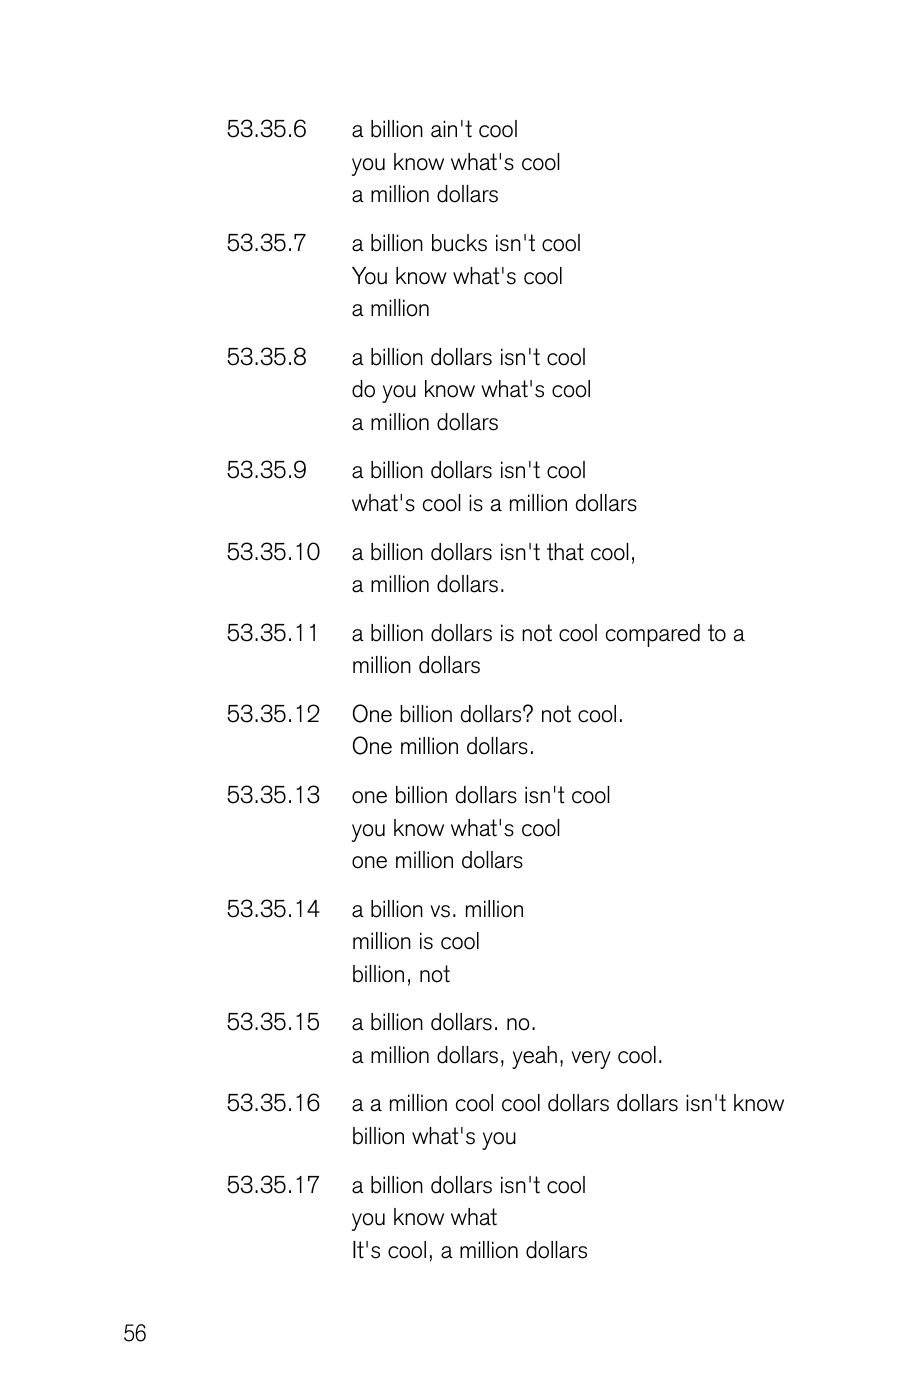 53.35.6 a billion ain't cool
you know what's cool
a million dollars
53.35.7 a billion bucks isn't cool
You know what's cool
a million
53.35.8 a billion dollars isn't cool
do you know what's cool
a million dollars
53.35.9 a billion dollars isn't cool
what's cool is a million dollars
53.35.10 a billion dollars isn't that cool,
a million dollars.
53.35.11 a billion dollars is not cool compared to a
million dollars
53.35.12 One billion dollars? not cool.
One million dollars.
53.35.13 one billion dollars isn't cool
you know what's cool
one million dollars
53.35.14 a billion vs. million
million is cool
billion, not
53.35.15 a billion dollars. no.
a million dollars, yeah, very cool.
53.35.16 a a million cool cool dollars dollars isn't know
billion what's you
53.35.17 a billion dollars isn't cool
you know what
It's cool, a million dollars
56